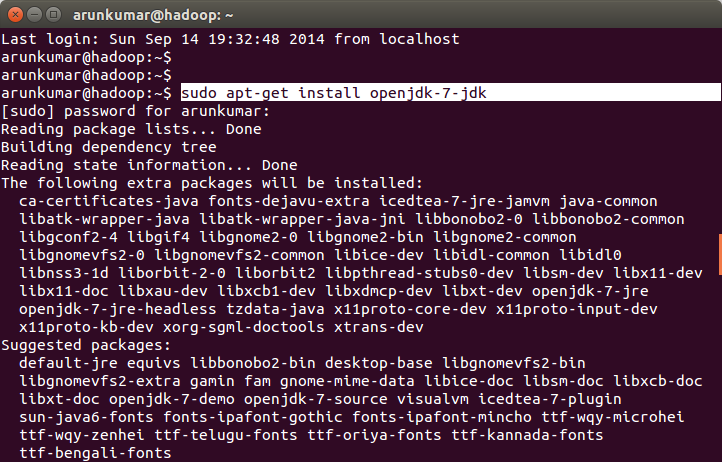 arunkumar@hadoop: ~
Last login: Sun Sep 14 19:32:48 2014 from localhost
arunkumar@hadoop:~$
arunkumar@hadoop:~$
arunkumar@hadoop:~$ sudo apt-get install openjdk-7-jdk
[sudo] password for arunkumar:
Reading package lists... Done
Building dependency tree
Reading state information... Done
The following extra packages will be installed:
  ca-certificates-java fonts-dejavu-extra icedtea-7-jre-jamvm java-common
  libatk-wrapper-java libatk-wrapper-java-jni libbonobo2-0 libbonobo2-common
  libgconf2-4 libgif4 libgnome2-0 libgnome2-bin libgnome2-common
  libgnomevfs2-0 libgnomevfs2-common libice-dev libidl-common libidl0
  libnss3-1d liborbit-2-0 liborbit2 libpthread-stubs0-dev libsm-dev libx11-dev
  libx11-doc libxau-dev libxcb1-dev libxdmcp-dev libxt-dev openjdk-7-jre
  openjdk-7-jre-headless tzdata-java x11proto-core-dev x11proto-input-dev
  x11proto-kb-dev xorg-sgml-doctools xtrans-dev
Suggested packages:
  default-jre equivs libbonobo2-bin desktop-base libgnomevfs2-bin
  libgnomevfs2-extra gamin fam gnome-mime-data libice-doc libsm-doc libxcb-doc
  libxt-doc openjdk-7-demo openjdk-7-source visualvm icedtea-7-plugin
  sun-java6-fonts fonts-ipafont-gothic fonts-ipafont-mincho ttf-wqy-microhei
  ttf-wqy-zenhei ttf-telugu-fonts ttf-oriya-fonts ttf-kannada-fonts
  ttf-bengali-fonts